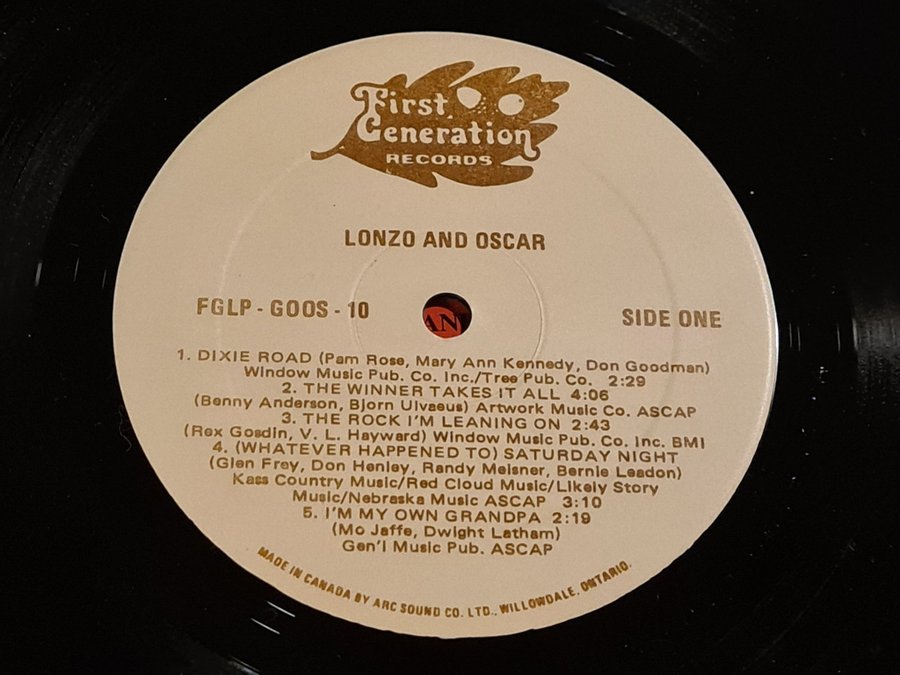 First
Generation
RECORDS
LONZO AND OSCAR
FGLP - GOOS - 10
AN
SIDE ONE
1. DIXIE ROAD (Pam Rose, Mary Ann Kennedy, Don Goodman)
Window Music Pub. Co. Inc./Tree Pub. Co. 2:29
2. THE WINNER TAKES IT ALL 4:06
(Benny Anderson, Bjorn Ulvaeus) Artwork Music Co. ASCAP
3. THE ROCK I'M LEANING ON 2:43
(Rex Gosdin, V. L. Hayward) Window Music Pub. Co. Inc. BMI
4. (WHATEVER HAPPENED TO) SATURDAY NIGHT
(Glen Frey, Don Henley, Randy Meisner, Bernie Leadon)
Kass Country Music/Red Cloud Music/Likely Story
Music/Nebraska Music ASCAP 3:10
5. I'M MY OWN GRANDPA 2:19
(Mo Jaffe, Dwight Latham)
Gen'l Music Pub. ASCAP
MADE IN CANADA BY ARC SOUND CO. LTD., WILLOWDALE, ONTARIO.